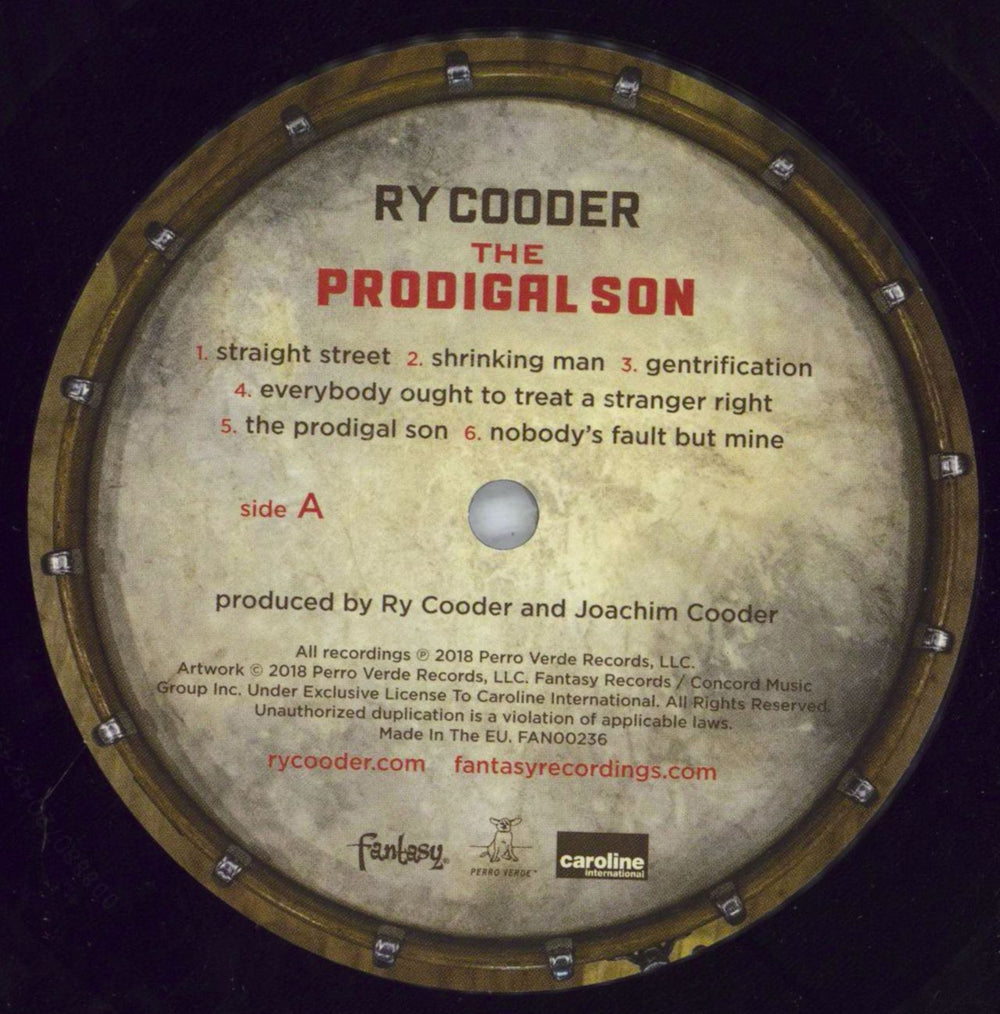 RY COODER
THE
PRODIGAL SON
1. straight street 2. shrinking man 3. gentrification
4. everybody ought to treat a stranger right
5. the prodigal son 6. nobody's fault but mine
side A
produced by Ry Cooder and Joachim Cooder
All recordings ℗ 2018 Perro Verde Records, LLC.
Artwork © 2018 Perro Verde Records, LLC. Fantasy Records / Concord Music
Group Inc. Under Exclusive License To Caroline International. All Rights Reserved.
Unauthorized duplication is a violation of applicable laws.
Made In The EU. FAN00236
rycooder.com fantasyrecordings.com
fantasy®
PERRO VERDE™
caroline
international